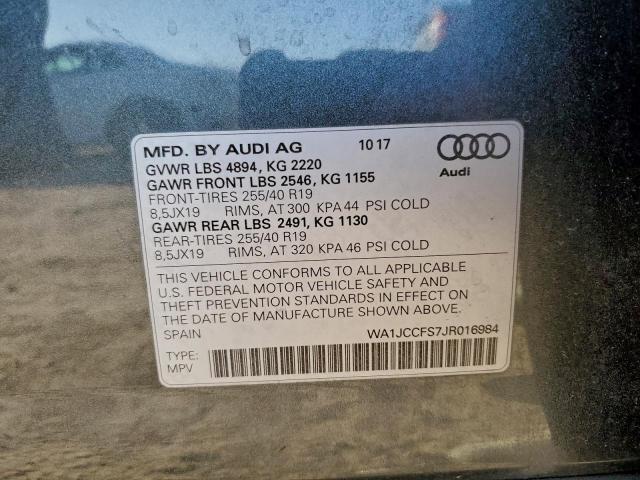 MFD. BY AUDI AG 10 17
GVWR LBS 4894, KG 2220
GAWR FRONT LBS 2546, KG 1155
FRONT-TIRES 255/40 R19
8,5JX19 RIMS, AT 300 KPA 44 PSI COLD
GAWR REAR LBS 2491, KG 1130
REAR-TIRES 255/40 R19
8,5JX19 RIMS, AT 320 KPA 46 PSI COLD
Audi
THIS VEHICLE CONFORMS TO ALL APPLICABLE
U.S. FEDERAL MOTOR VEHICLE SAFETY AND
THEFT PREVENTION STANDARDS IN EFFECT ON
THE DATE OF MANUFACTURE SHOWN ABOVE.
SPAIN WA1JCCFS7JR016984
TYPE:
MPV